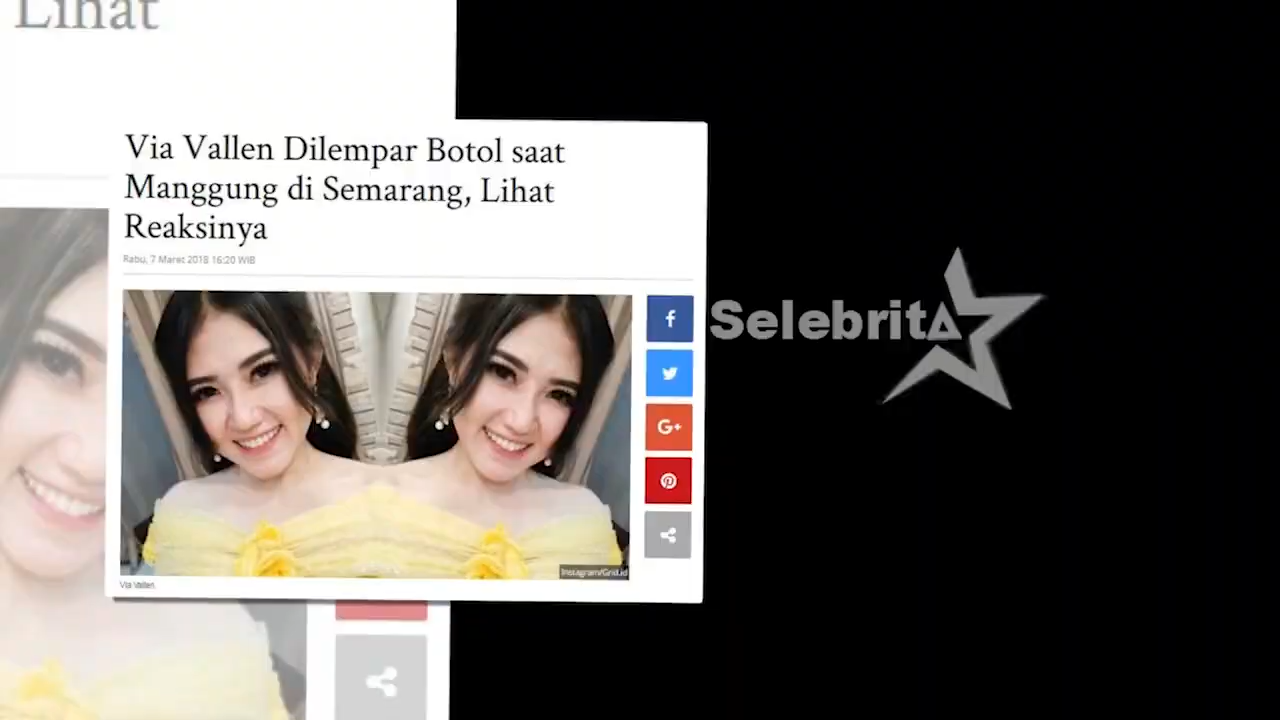 Lihat
Via Vallen Dilempar Botol saat
Manggung di Semarang, Lihat
Reaksinya
Rabu, 7 Maret 2018 16:20 WIB
f
G+
Selebrita
Instagram/Grid.id
Via Vallen.